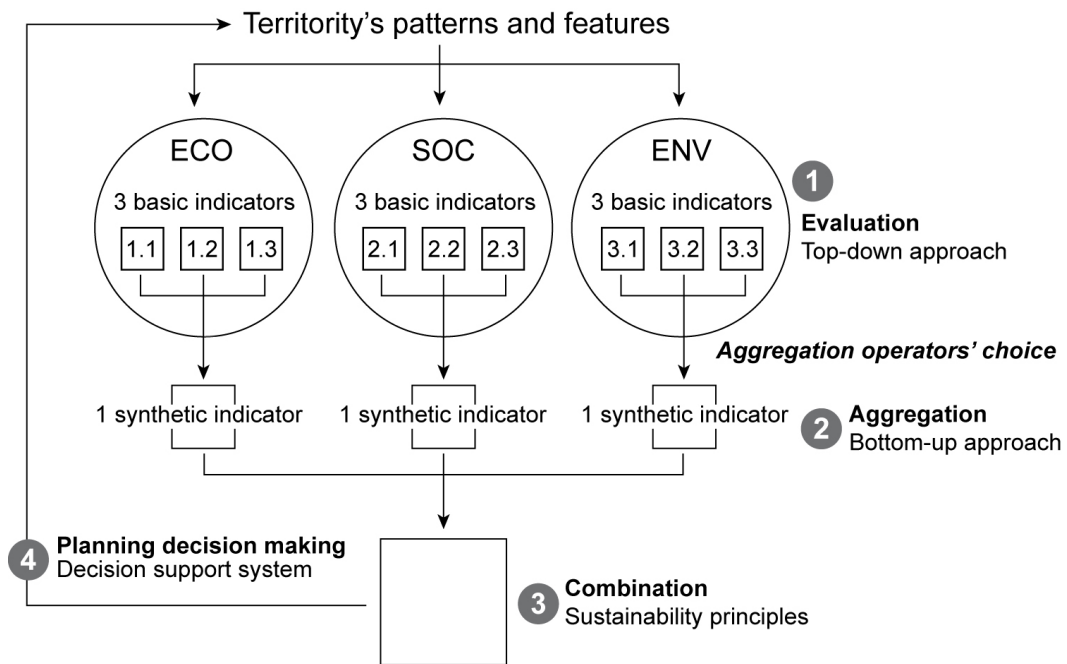 Territority's patterns and features
ECO
SOC
ENV
3 basic indicators
3 basic indicators
3 basic indicators
1.1
1.2
1.3
2.1
2.2
2.3
3.1
3.2
3.3
1
Evaluation
Top-down approach
Aggregation operators' choice
1 synthetic indicator
1 synthetic indicator
1 synthetic indicator
2
Aggregation
Bottom-up approach
4
Planning decision making
Decision support system
3
Combination
Sustainability principles